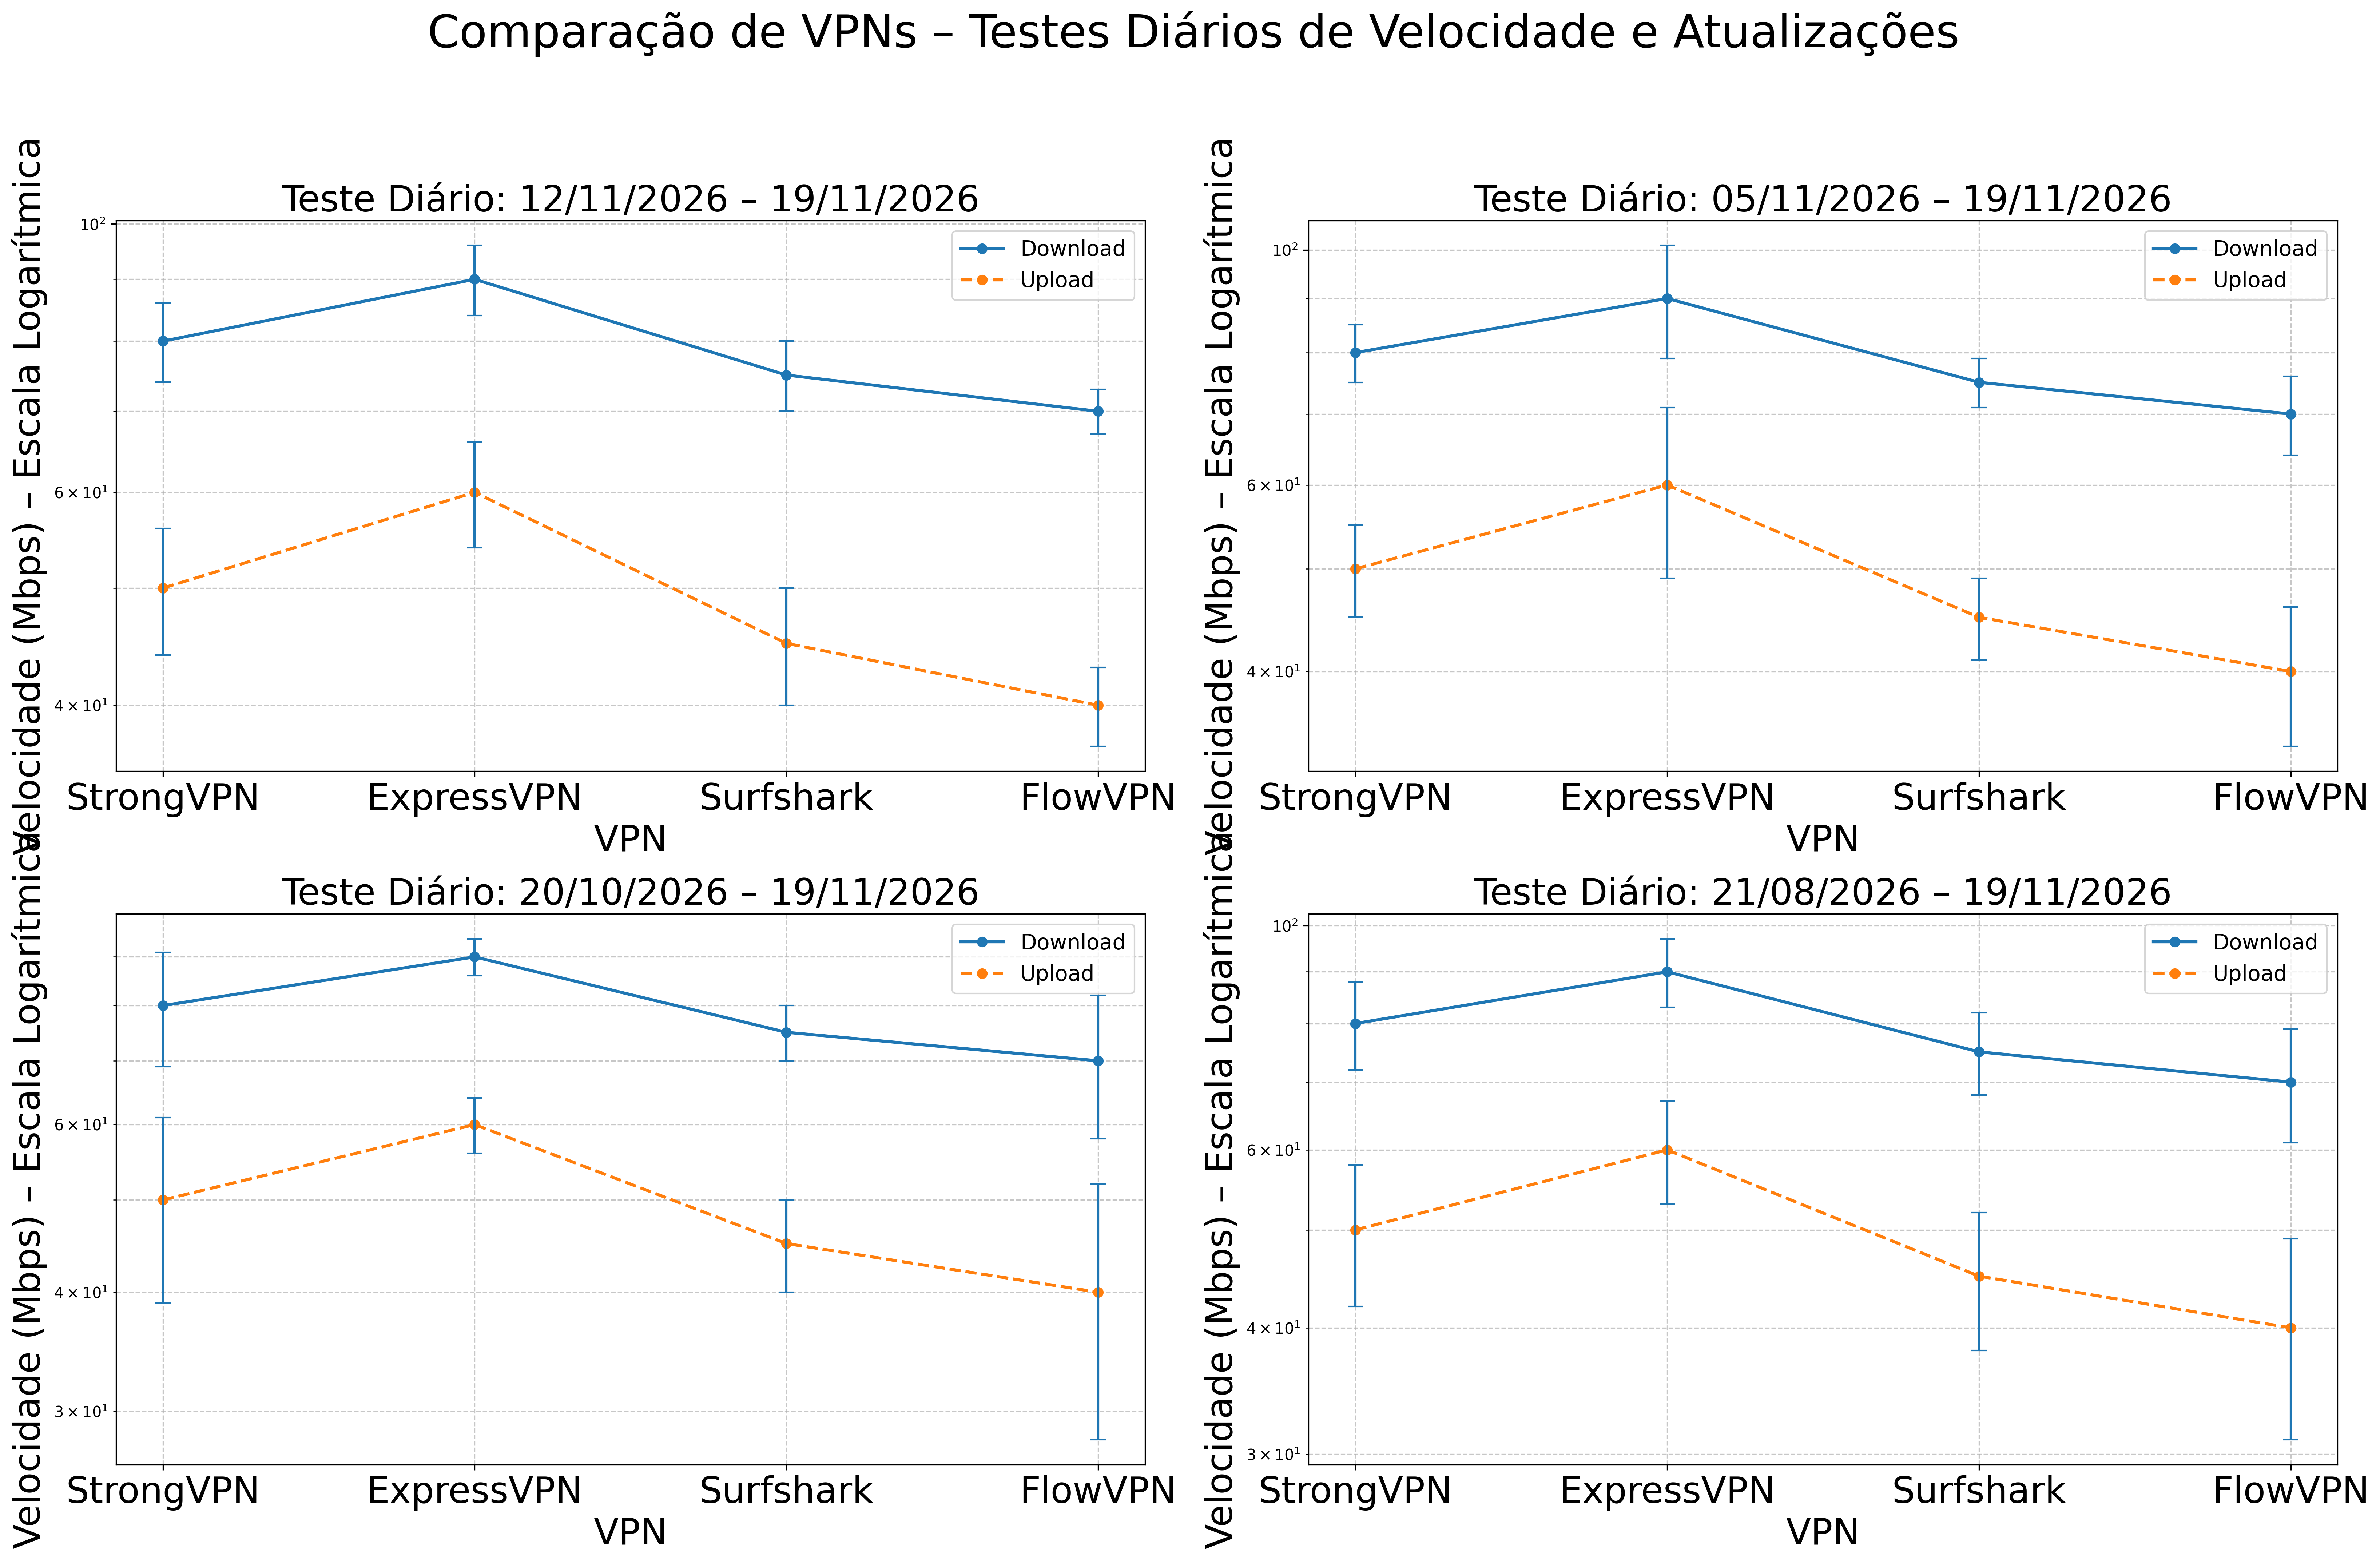 Comparação de VPNs – Testes Diários de Velocidade e Atualizações
Teste Diário: 12/11/2026 – 19/11/2026
Velocidade (Mbps) – Escala Logarítmica
10²
6 × 10¹
4 × 10¹
Download
Upload
StrongVPN ExpressVPN Surfshark FlowVPN
VPN
Teste Diário: 05/11/2026 – 19/11/2026
Velocidade (Mbps) – Escala Logarítmica
10²
6 × 10¹
4 × 10¹
Download
Upload
StrongVPN ExpressVPN Surfshark FlowVPN
VPN
Teste Diário: 20/10/2026 – 19/11/2026
Velocidade (Mbps) – Escala Logarítmica
6 × 10¹
4 × 10¹
3 × 10¹
Download
Upload
StrongVPN ExpressVPN Surfshark FlowVPN
VPN
Teste Diário: 21/08/2026 – 19/11/2026
Velocidade (Mbps) – Escala Logarítmica
10²
6 × 10¹
4 × 10¹
3 × 10¹
Download
Upload
StrongVPN ExpressVPN Surfshark FlowVPN
VPN